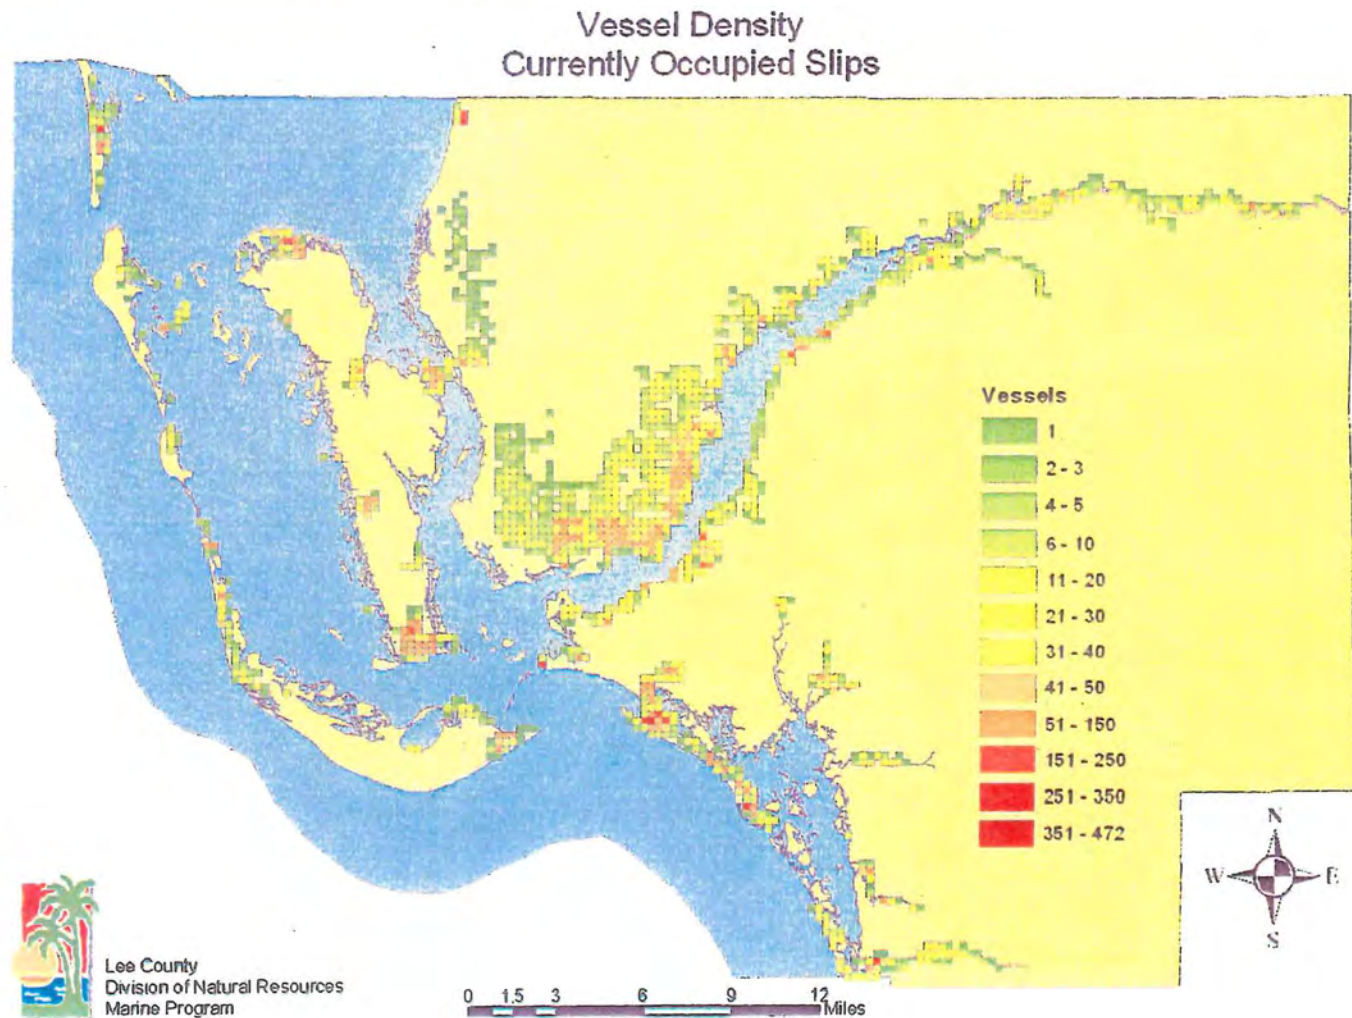 Vessel Density
Currently Occupied Slips
Vessels
1
2 - 3
4 - 5
6 - 10
11 - 20
21 - 30
31 - 40
41 - 50
51 - 150
151 - 250
251 - 350
351 - 472
N
W E
S
Lee County
Division of Natural Resources
Marine Program
0 1.5 3 6 9 12 Miles